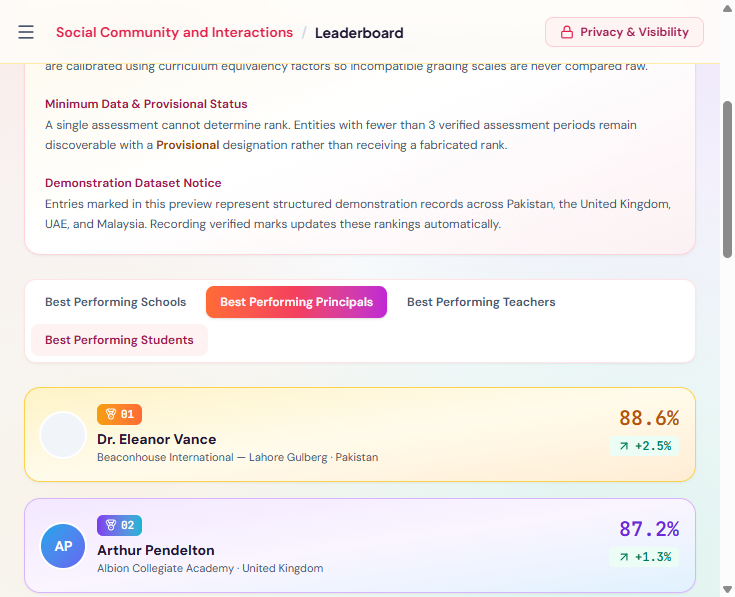 Social Community and Interactions / Leaderboard
Privacy & Visibility
are calibrated using curriculum equivalency factors so incompatible grading scales are never compared raw.
Minimum Data & Provisional Status
A single assessment cannot determine rank. Entities with fewer than 3 verified assessment periods remain
discoverable with a Provisional designation rather than receiving a fabricated rank.
Demonstration Dataset Notice
Entries marked in this preview represent structured demonstration records across Pakistan, the United Kingdom,
UAE, and Malaysia. Recording verified marks updates these rankings automatically.
Best Performing Schools
Best Performing Principals
Best Performing Teachers
Best Performing Students
01
Dr. Eleanor Vance
Beaconhouse International — Lahore Gulberg · Pakistan
88.6%
+2.5%
AP
02
Arthur Pendelton
Albion Collegiate Academy · United Kingdom
87.2%
+1.3%